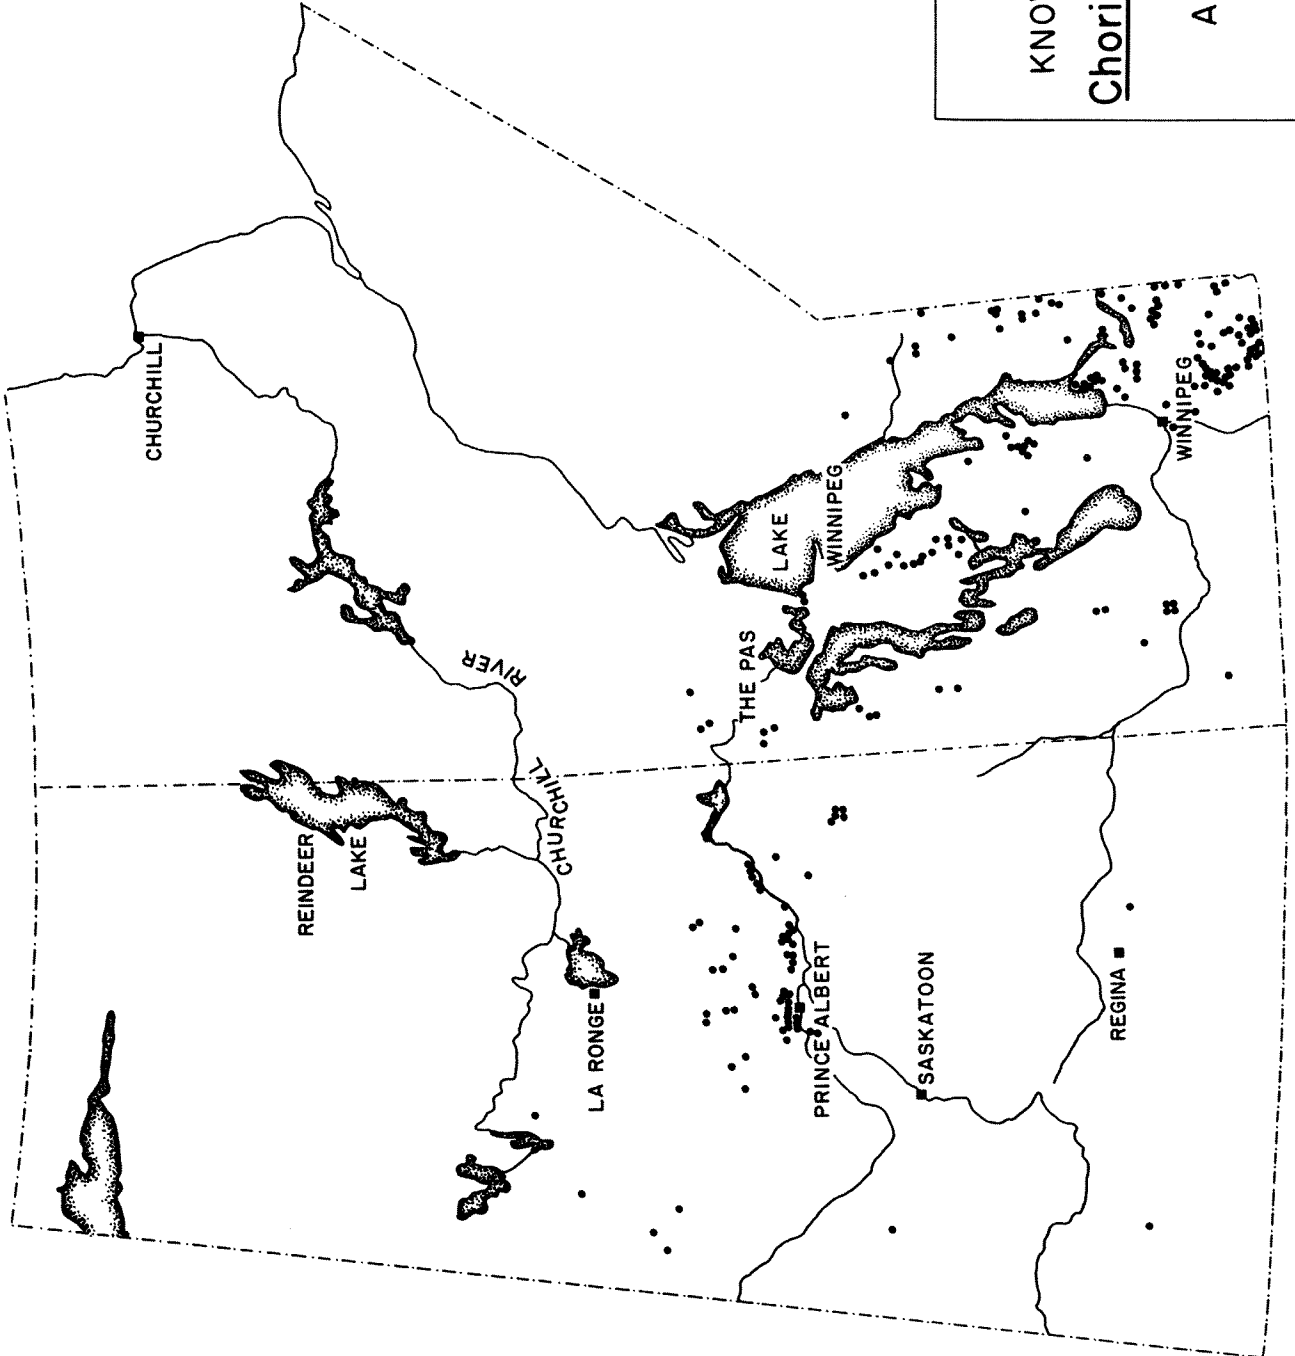 KNO
Chori
A
CHURCHILL
RIVER
CHURCHILL
REINDEER
LAKE
LA RONGE
THE PAS
LAKE
WINNIPEG
WINNIPEG
PRINCE ALBERT
SASKATOON
REGINA